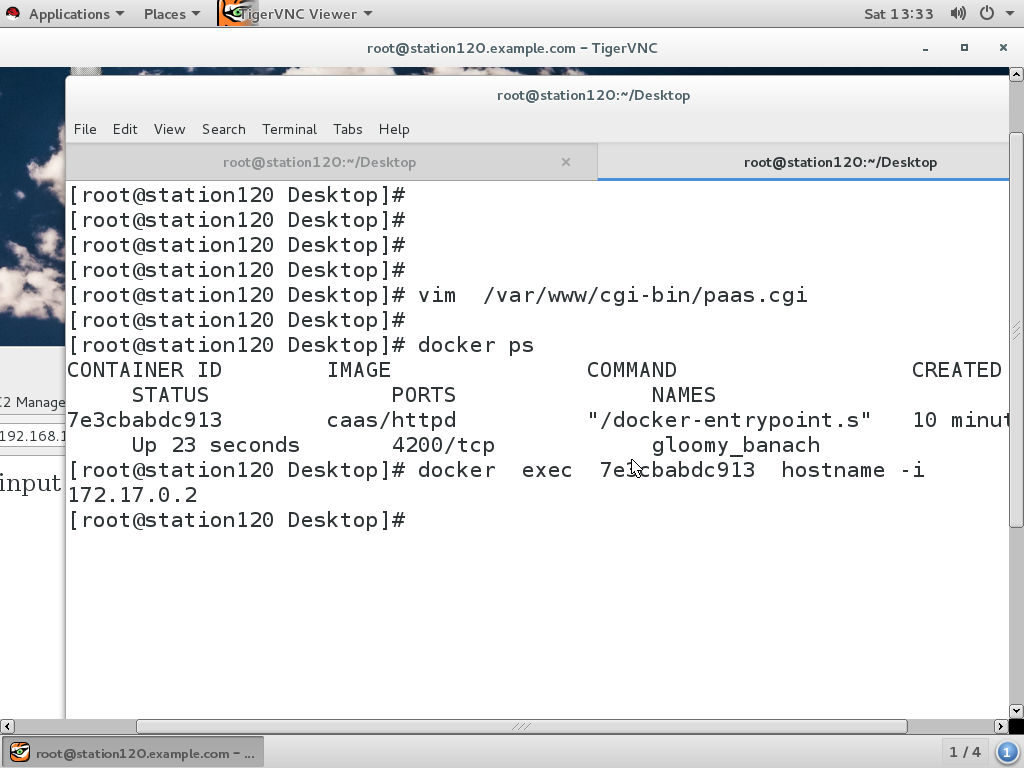 Applications Places TigerVNC Viewer Sat 13:33
root@station120.example.com - TigerVNC
root@station120:~/Desktop
File Edit View Search Terminal Tabs Help
root@station120:~/Desktop × root@station120:~/Desktop
[root@station120 Desktop]#
[root@station120 Desktop]#
[root@station120 Desktop]#
[root@station120 Desktop]#
[root@station120 Desktop]# vim  /var/www/cgi-bin/paas.cgi
[root@station120 Desktop]#
[root@station120 Desktop]# docker ps
CONTAINER ID        IMAGE               COMMAND                  CREATED
     STATUS              PORTS               NAMES
7e3cbabdc913        caas/httpd          "/docker-entrypoint.s"   10 minut
     Up 23 seconds       4200/tcp            gloomy_banach
[root@station120 Desktop]# docker  exec  7e3cbabdc913  hostname -i
172.17.0.2
[root@station120 Desktop]#
C2 Manage
192.168.1
input
root@station120.example.com - ... 1 / 4 1